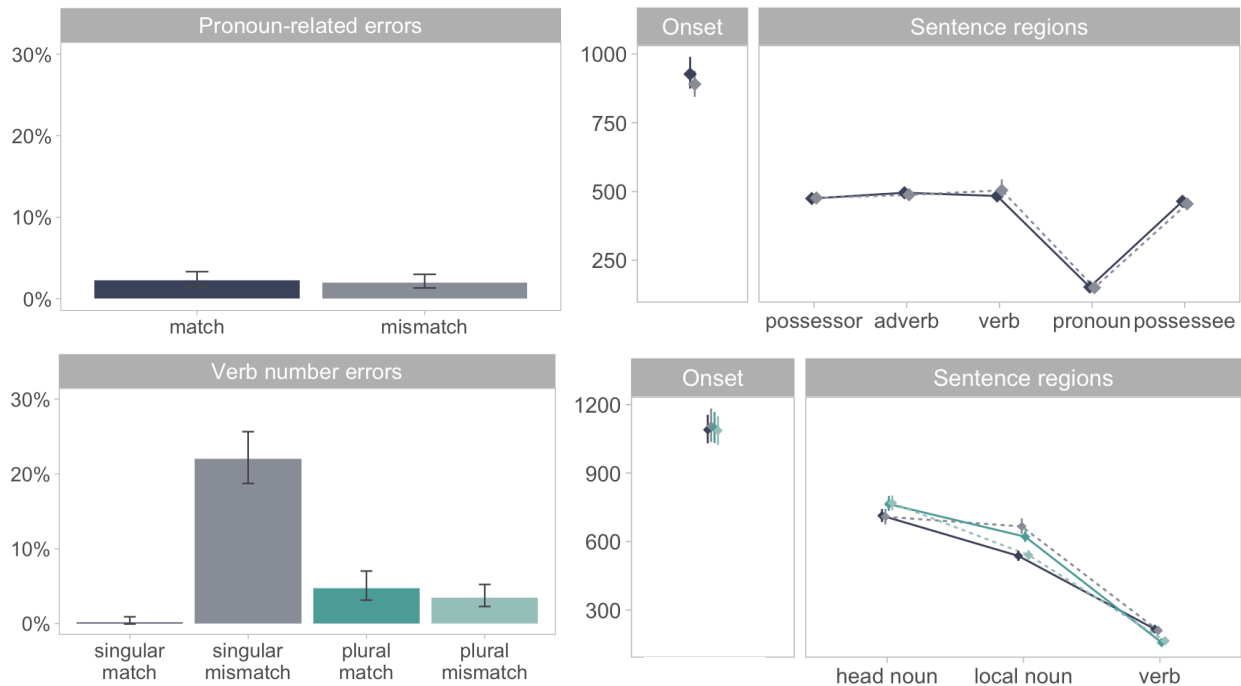 Pronoun-related errors
30%
20%
10%
0%
match mismatch
Onset Sentence regions
1000
750
500
250
possessor adverb verb pronoun possessee
Verb number errors
30%
20%
10%
0%
singular match
singular mismatch
plural match
plural mismatch
Onset Sentence regions
1200
900
600
300
head noun local noun verb